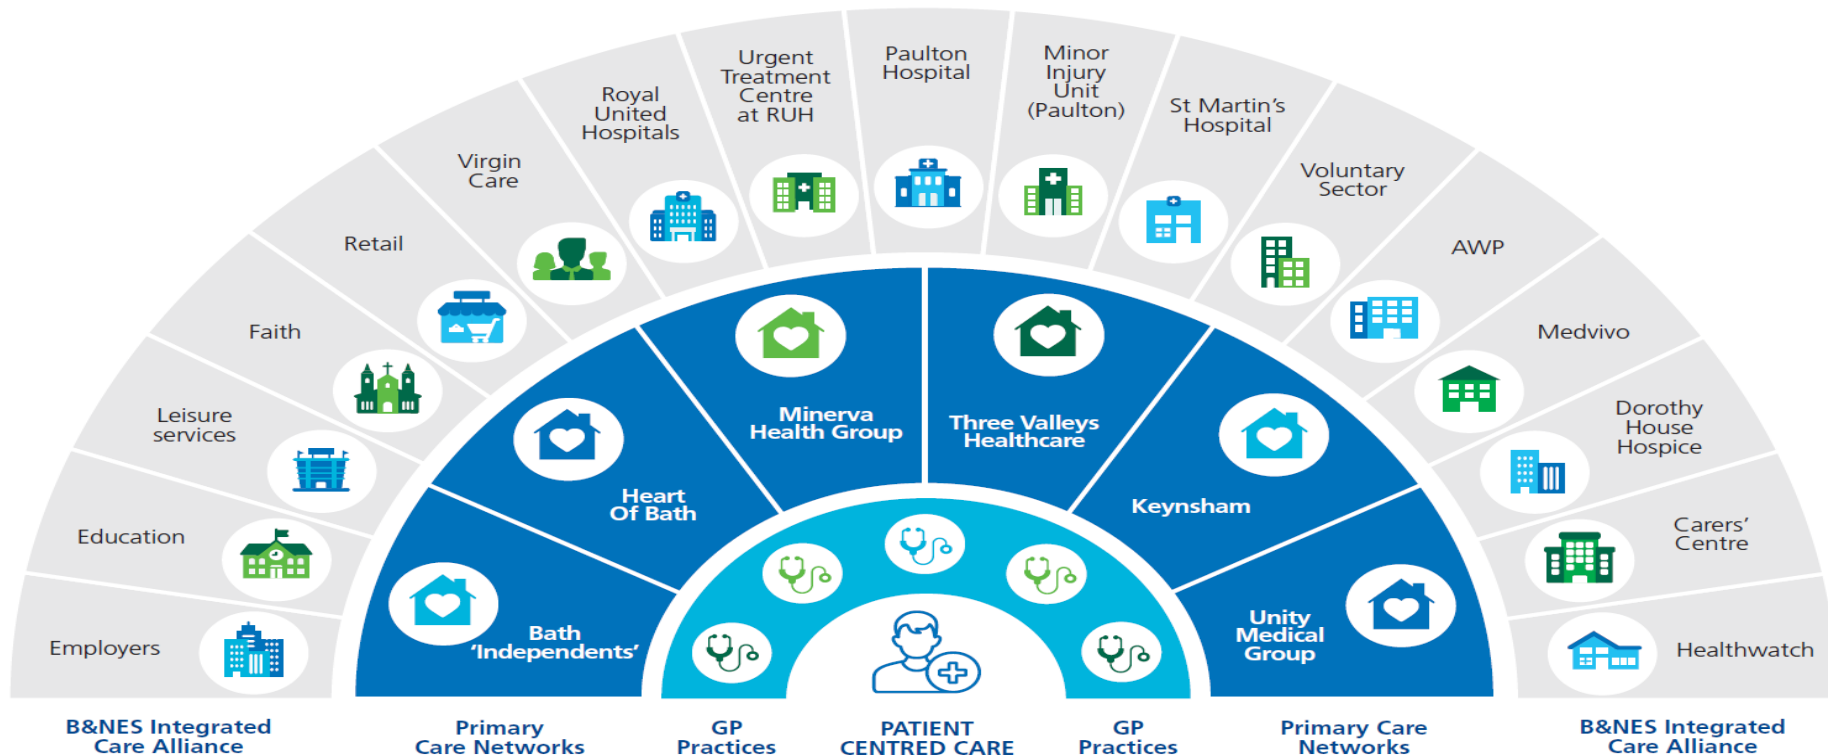 Employers
Education
Leisure
services
Faith
Retail
Virgin
Care
Royal
United
Hospitals
Urgent
Treatment
Centre
at RUH
Paulton
Hospital
Minor
Injury
Unit
(Paulton)
St Martin’s
Hospital
Voluntary
Sector
AWP
Medvivo
Dorothy
House
Hospice
Carers’
Centre
Healthwatch
Bath
‘Independents’
Heart
Of Bath
Minerva
Health Group
Three Valleys
Healthcare
Keynsham
Unity
Medical
Group
B&NES Integrated
Care Alliance
Primary
Care Networks
GP
Practices
PATIENT
CENTRED CARE
GP
Practices
Primary Care
Networks
B&NES Integrated
Care Alliance